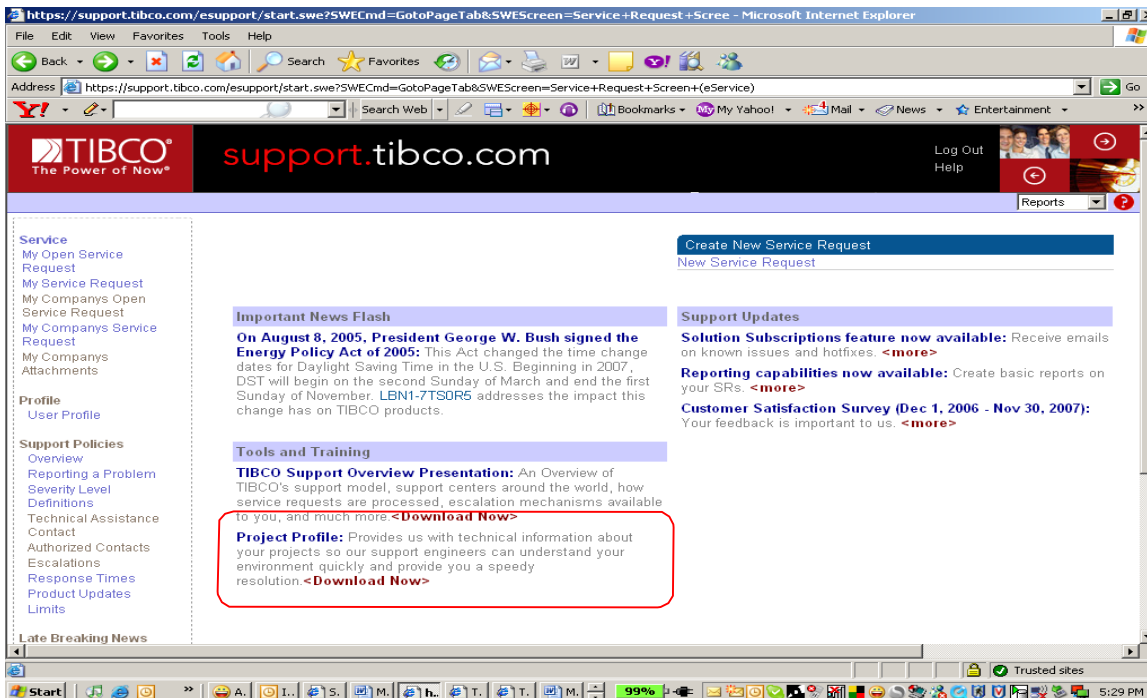 https://support.tibco.com/esupport/start.swe?SWECmd=GotoPageTab&SWEScreen=Service+Request+Scree - Microsoft Internet Explorer
File Edit View Favorites Tools Help
Back Search Favorites
Address https://support.tibco.com/esupport/start.swe?SWECmd=GotoPageTab&SWEScreen=Service+Request+Screen+(eService) Go
Y! Search Web Bookmarks My Yahoo! Mail News Entertainment
TIBCO®
The Power of Now®
support.tibco.com
Log Out
Help
Reports
Service
My Open Service
Request
My Service Request
My Companys Open
Service Request
My Companys Service
Request
My Companys
Attachments
Profile
User Profile
Support Policies
Overview
Reporting a Problem
Severity Level
Definitions
Technical Assistance
Contact
Authorized Contacts
Escalations
Response Times
Product Updates
Limits
Late Breaking News
Create New Service Request
New Service Request
Important News Flash
On August 8, 2005, President George W. Bush signed the
Energy Policy Act of 2005: This Act changed the time change
dates for Daylight Saving Time in the U.S. Beginning in 2007,
DST will begin on the second Sunday of March and end the first
Sunday of November. LBN1-7TS0R5 addresses the impact this
change has on TIBCO products.
Tools and Training
TIBCO Support Overview Presentation: An Overview of
TIBCO's support model, support centers around the world, how
service requests are processed, escalation mechanisms available
to you, and much more.<Download Now>
Project Profile: Provides us with technical information about
your projects so our support engineers can understand your
environment quickly and provide you a speedy
resolution.<Download Now>
Support Updates
Solution Subscriptions feature now available: Receive emails
on known issues and hotfixes. <more>
Reporting capabilities now available: Create basic reports on
your SRs. <more>
Customer Satisfaction Survey (Dec 1, 2006 - Nov 30, 2007):
Your feedback is important to us. <more>
Trusted sites
Start A. I.. S. M. h.. T. T. M. 99% 5:29 PM